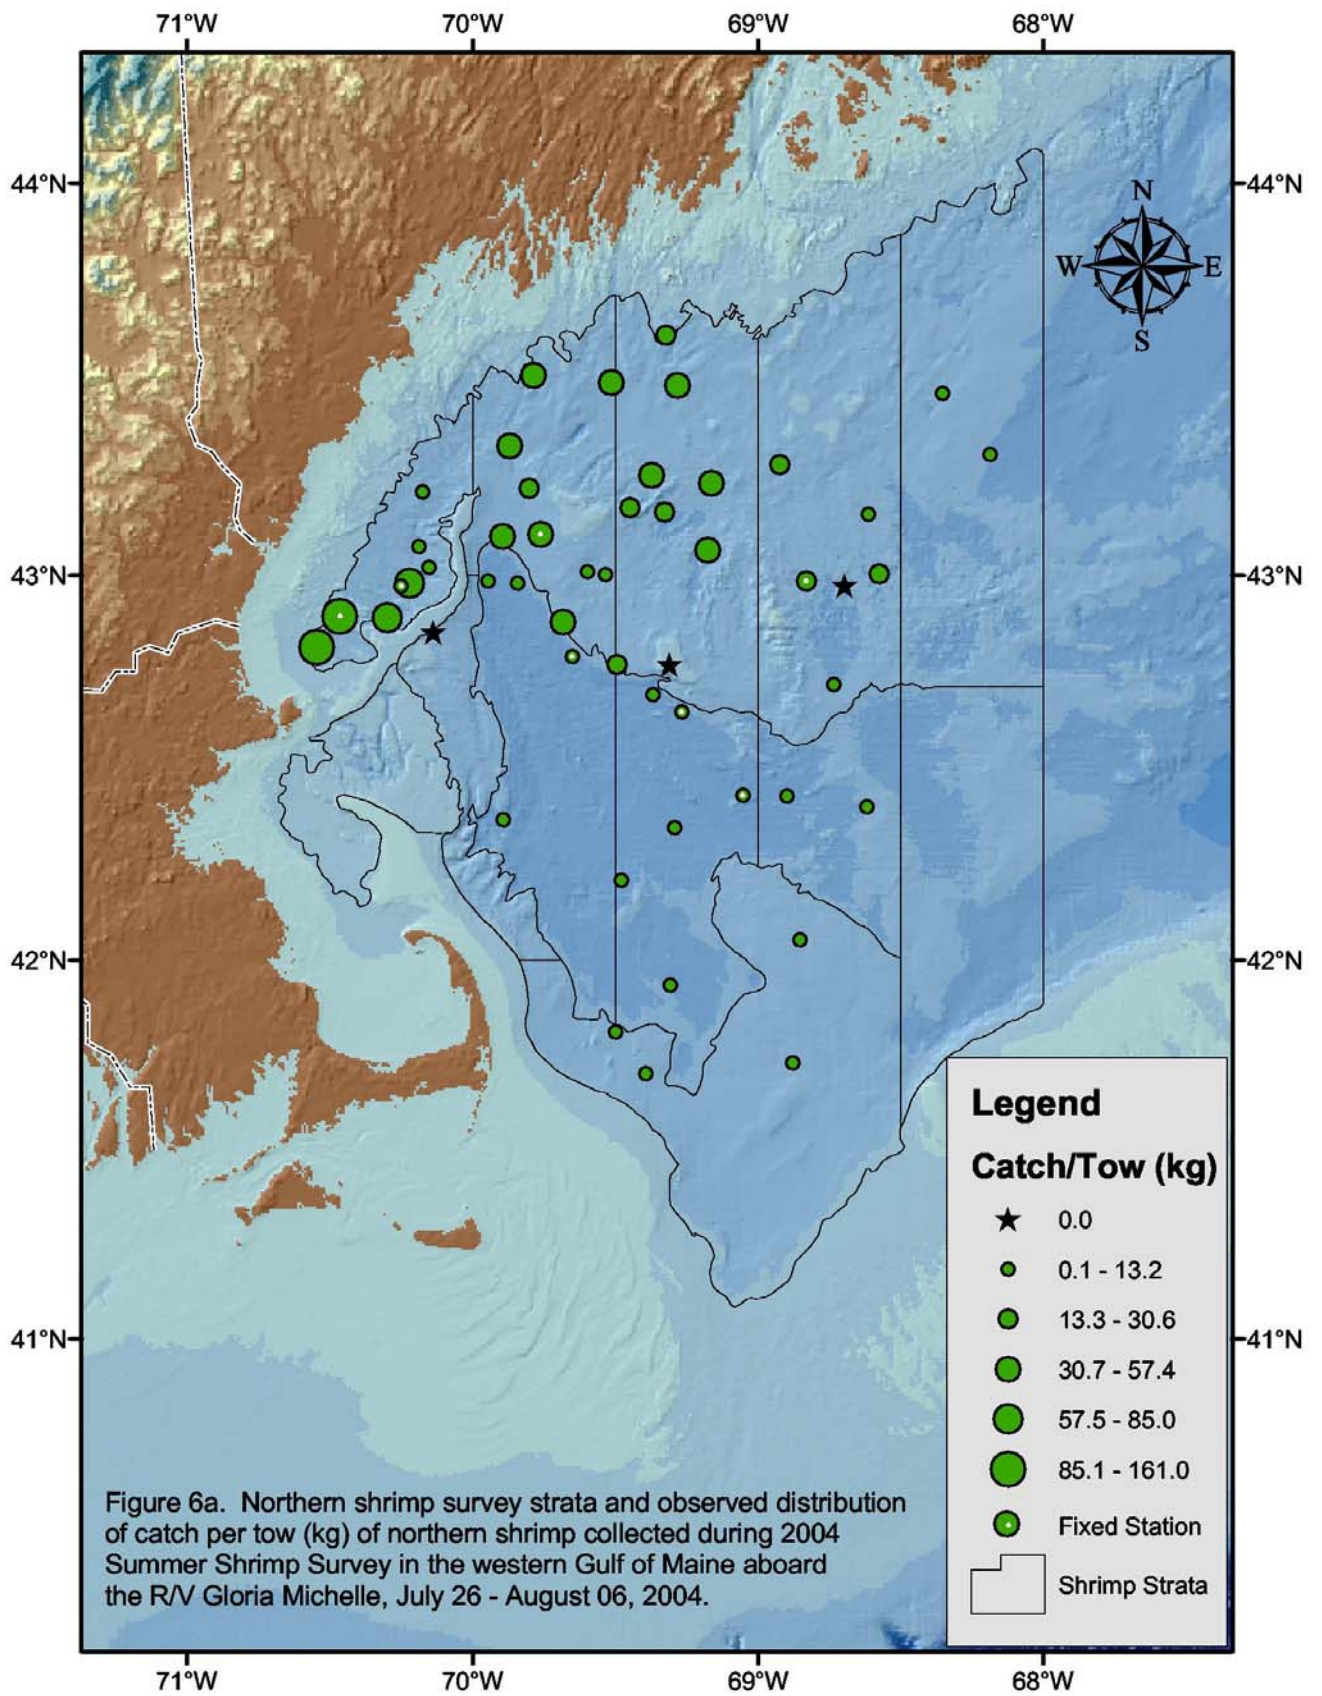 71°W 70°W 69°W 68°W
44°N 44°N
N
W E
S
43°N 43°N
42°N 42°N
41°N 41°N
Legend
Catch/Tow (kg)
0.0
0.1 - 13.2
13.3 - 30.6
30.7 - 57.4
57.5 - 85.0
85.1 - 161.0
Fixed Station
Shrimp Strata
Figure 6a. Northern shrimp survey strata and observed distribution
of catch per tow (kg) of northern shrimp collected during 2004
Summer Shrimp Survey in the western Gulf of Maine aboard
the R/V Gloria Michelle, July 26 - August 06, 2004.
71°W 70°W 69°W 68°W